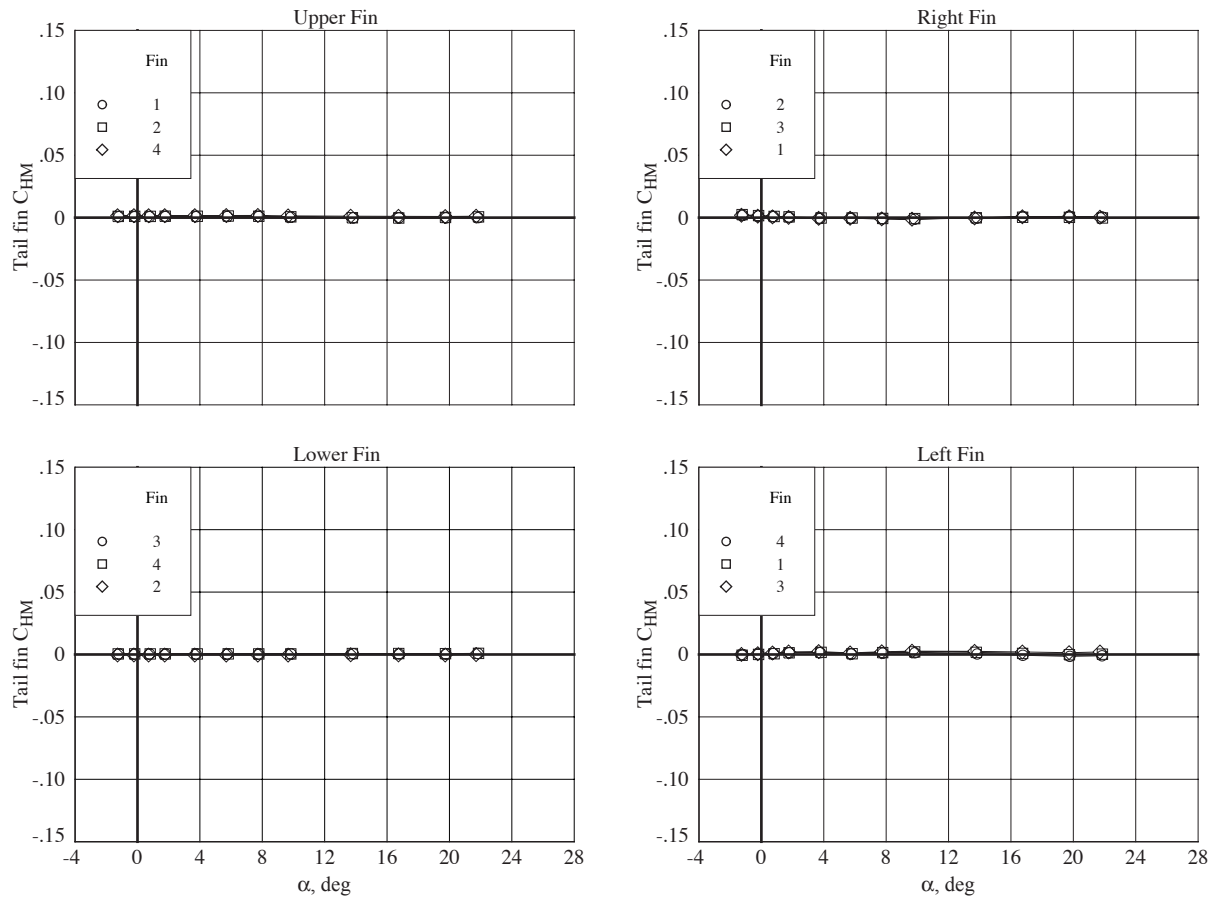 Upper Fin
.15
.10
.05
0
-.05
-.10
-.15
Tail fin CHM
Fin
1
2
4
Right Fin
.15
.10
.05
0
-.05
-.10
-.15
Tail fin CHM
Fin
2
3
1
Lower Fin
.15
.10
.05
0
-.05
-.10
-.15
Tail fin CHM
Fin
3
4
2
-4 0 4 8 12 16 20 24 28
α, deg
Left Fin
.15
.10
.05
0
-.05
-.10
-.15
Tail fin CHM
Fin
4
1
3
-4 0 4 8 12 16 20 24 28
α, deg